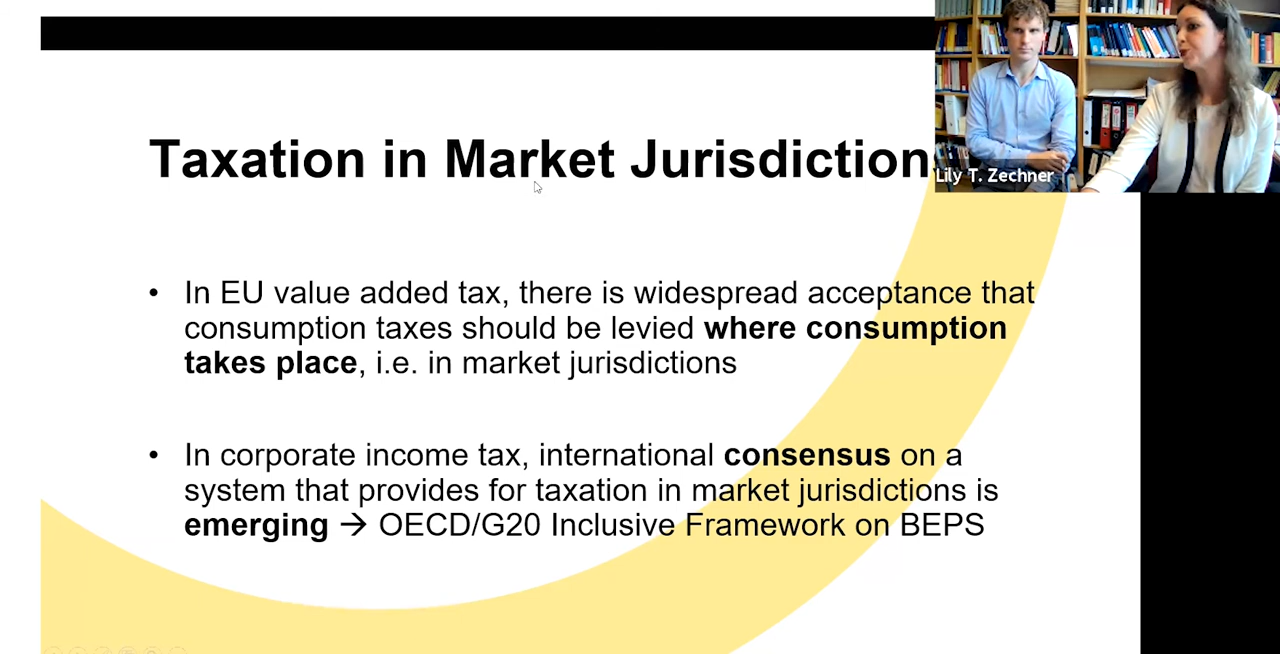 Taxation in Market Jurisdiction
Lily T. Zechner
• In EU value added tax, there is widespread acceptance that
consumption taxes should be levied where consumption
takes place, i.e. in market jurisdictions
• In corporate income tax, international consensus on a
system that provides for taxation in market jurisdictions is
emerging → OECD/G20 Inclusive Framework on BEPS